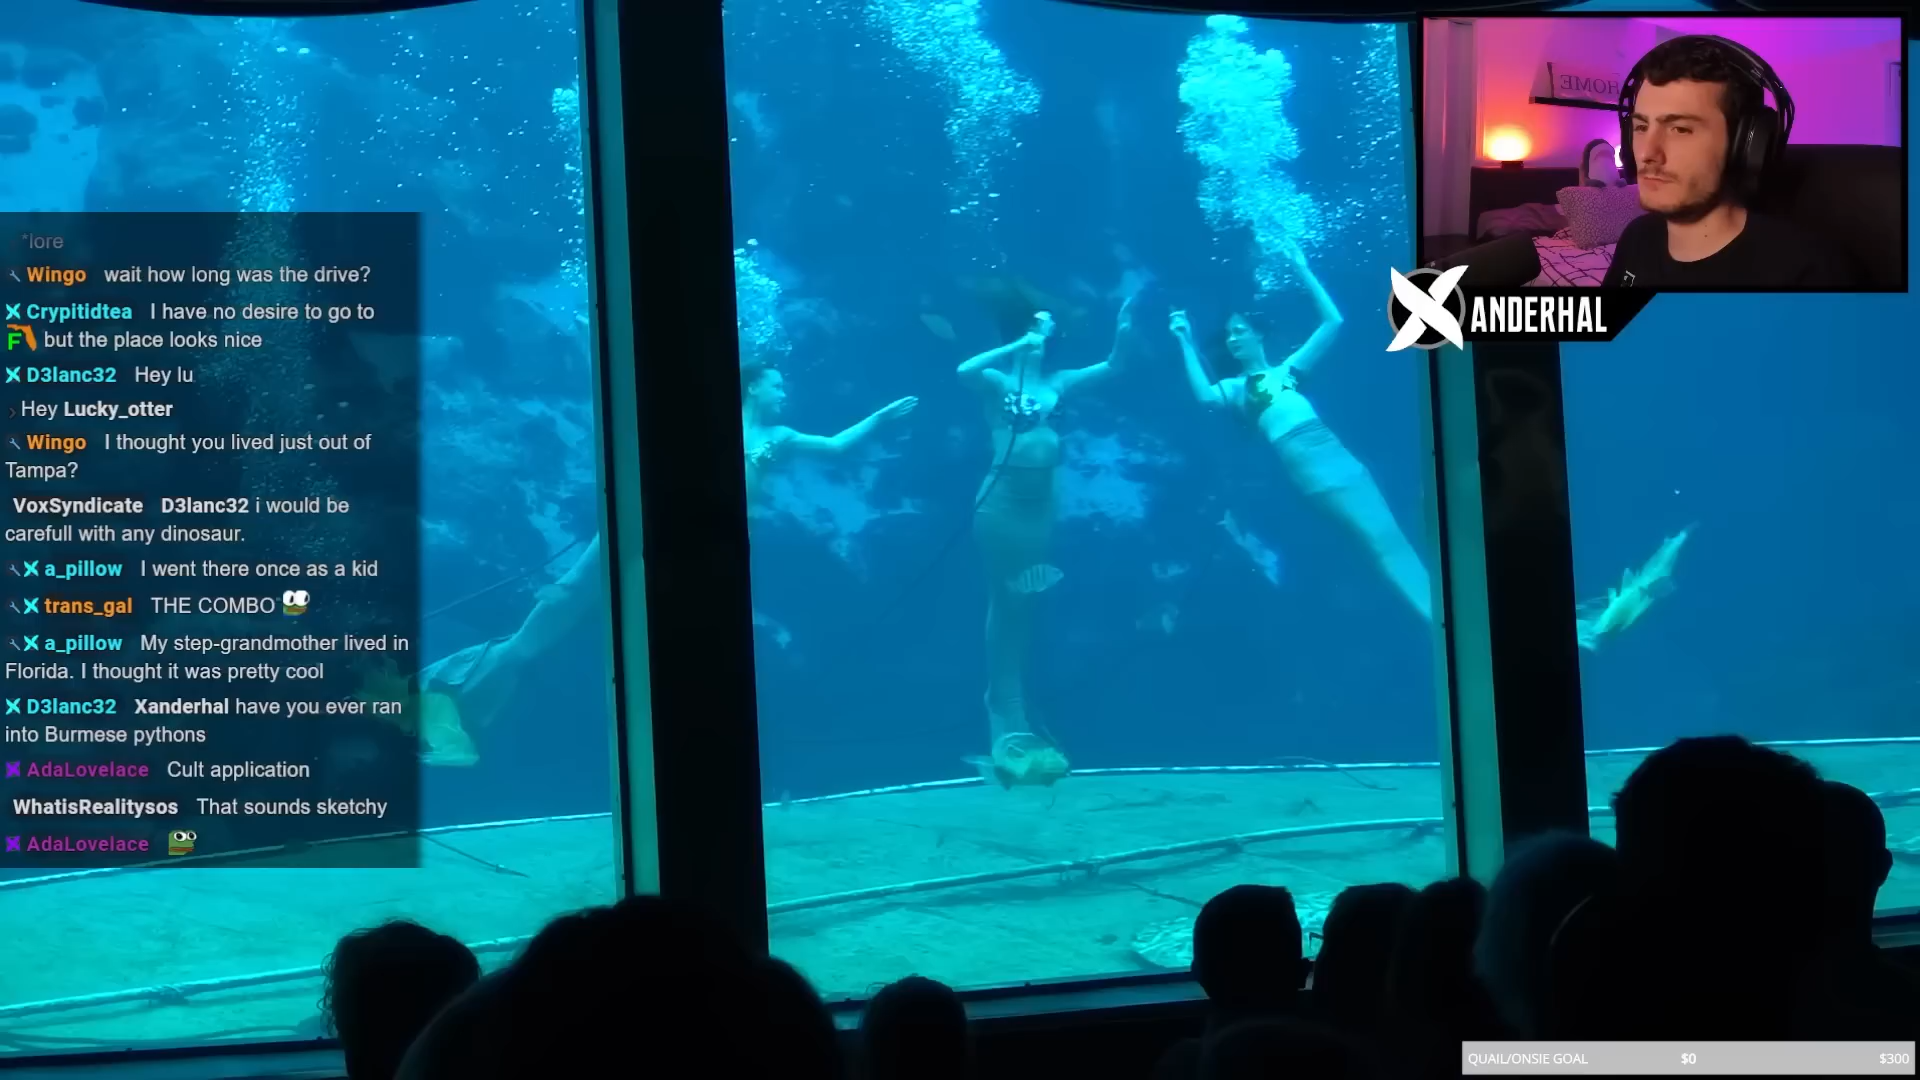 *lore
Wingo wait how long was the drive?
Crypitidtea I have no desire to go to
F but the place looks nice
D3lanc32 Hey lu
Hey Lucky_otter
Wingo I thought you lived just out of
Tampa?
VoxSyndicate D3lanc32 i would be
carefull with any dinosaur.
a_pillow I went there once as a kid
trans_gal THE COMBO
a_pillow My step-grandmother lived in
Florida. I thought it was pretty cool
D3lanc32 Xanderhal have you ever ran
into Burmese pythons
AdaLovelace Cult application
WhatisRealitysos That sounds sketchy
AdaLovelace
HOME
XANDERHAL
QUAIL/ONSIE GOAL $0 $300